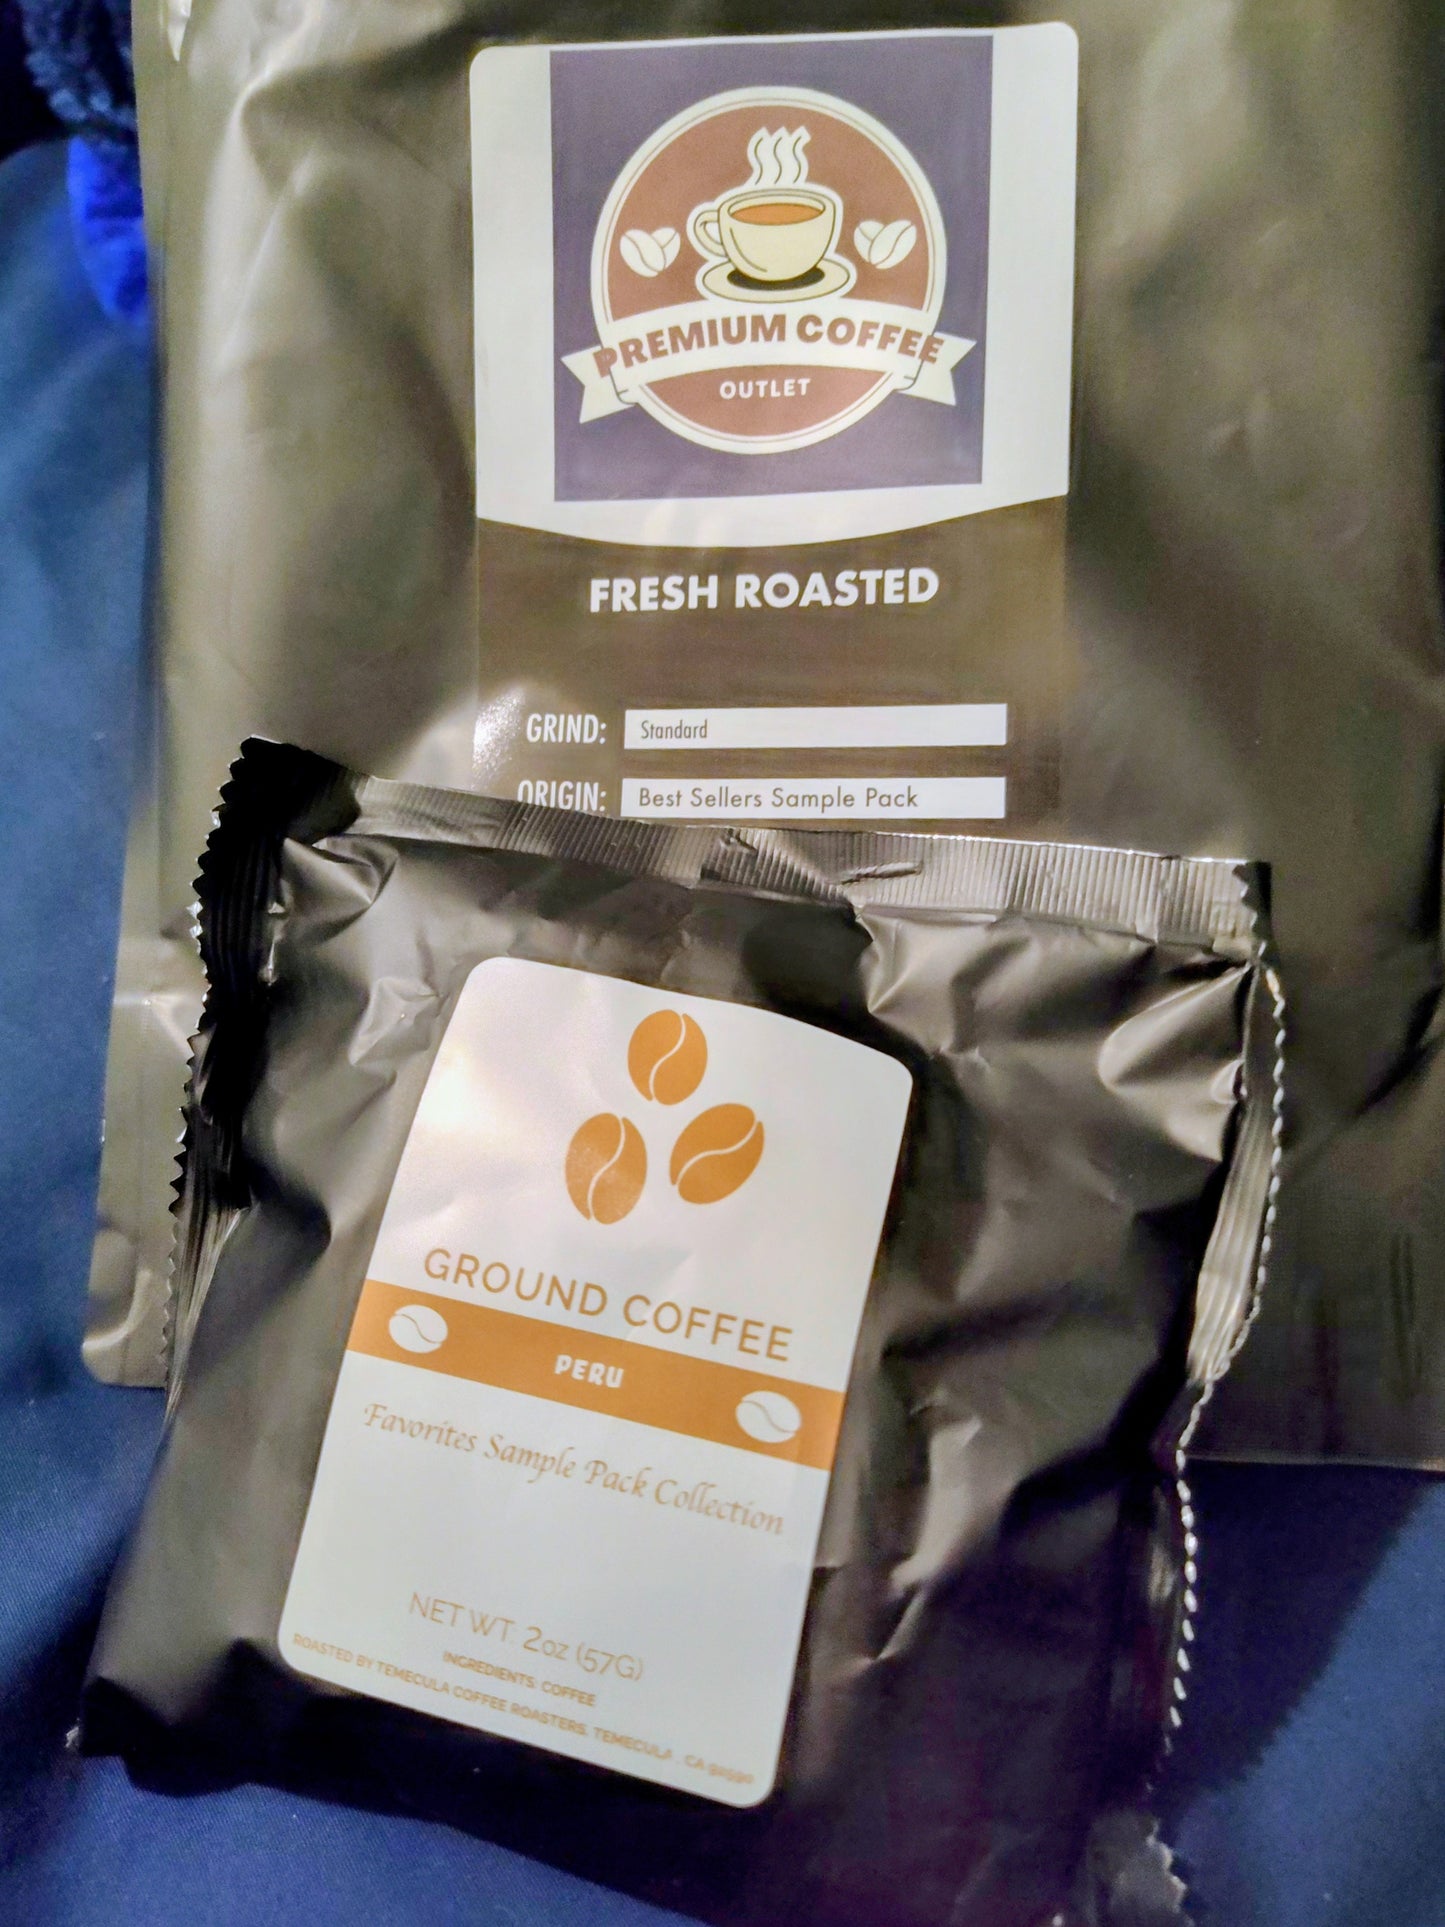 PREMIUM COFFEE
OUTLET
FRESH ROASTED
GRIND: Standard
ORIGIN: Best Sellers Sample Pack
GROUND COFFEE
PERU
Favorites Sample Pack Collection
NET WT. 2oz (57G)
INGREDIENTS: COFFEE
ROASTED BY TEMECULA COFFEE ROASTERS, TEMECULA , CA